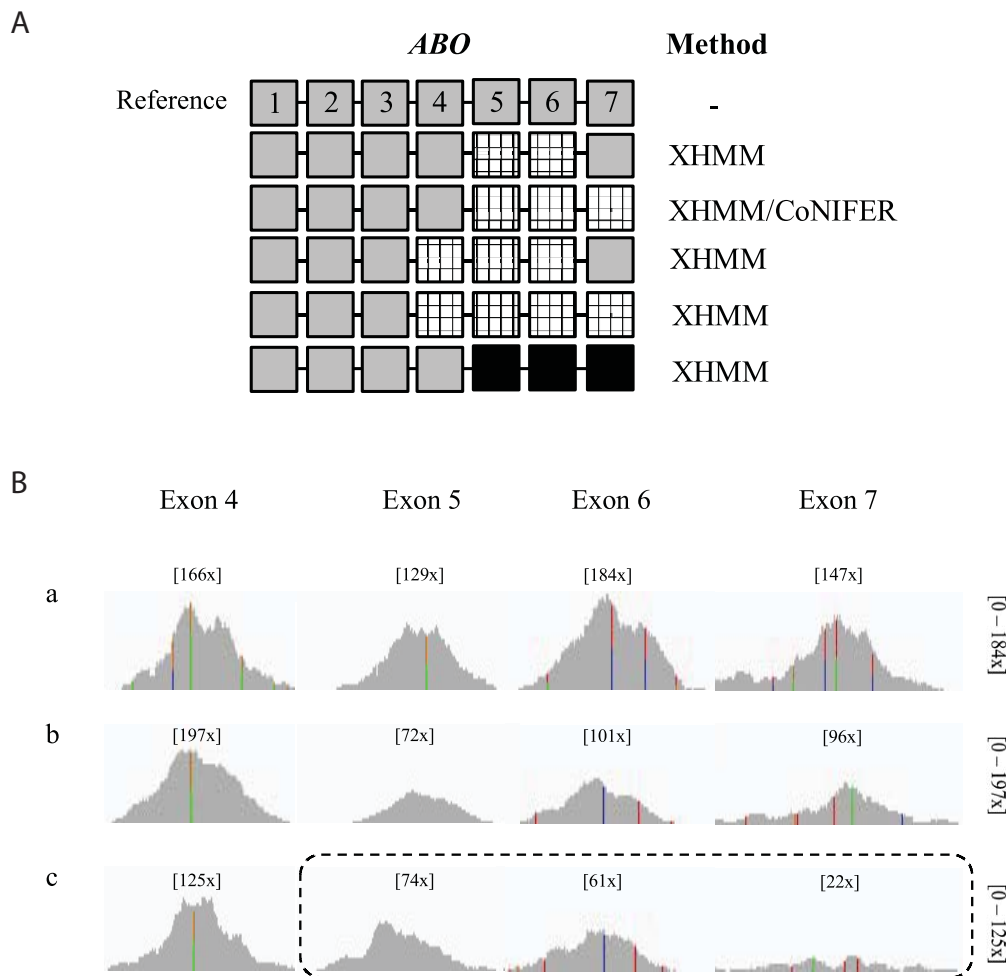 A
ABO Method
Reference 1 2 3 4 5 6 7 -
XHMM
XHMM/CoNIFER
XHMM
XHMM
XHMM
B
Exon 4 Exon 5 Exon 6 Exon 7
a [166x] [129x] [184x] [147x] [0 – 184x]
b [197x] [72x] [101x] [96x] [0 – 197x]
c [125x] [74x] [61x] [22x] [0 – 125x]